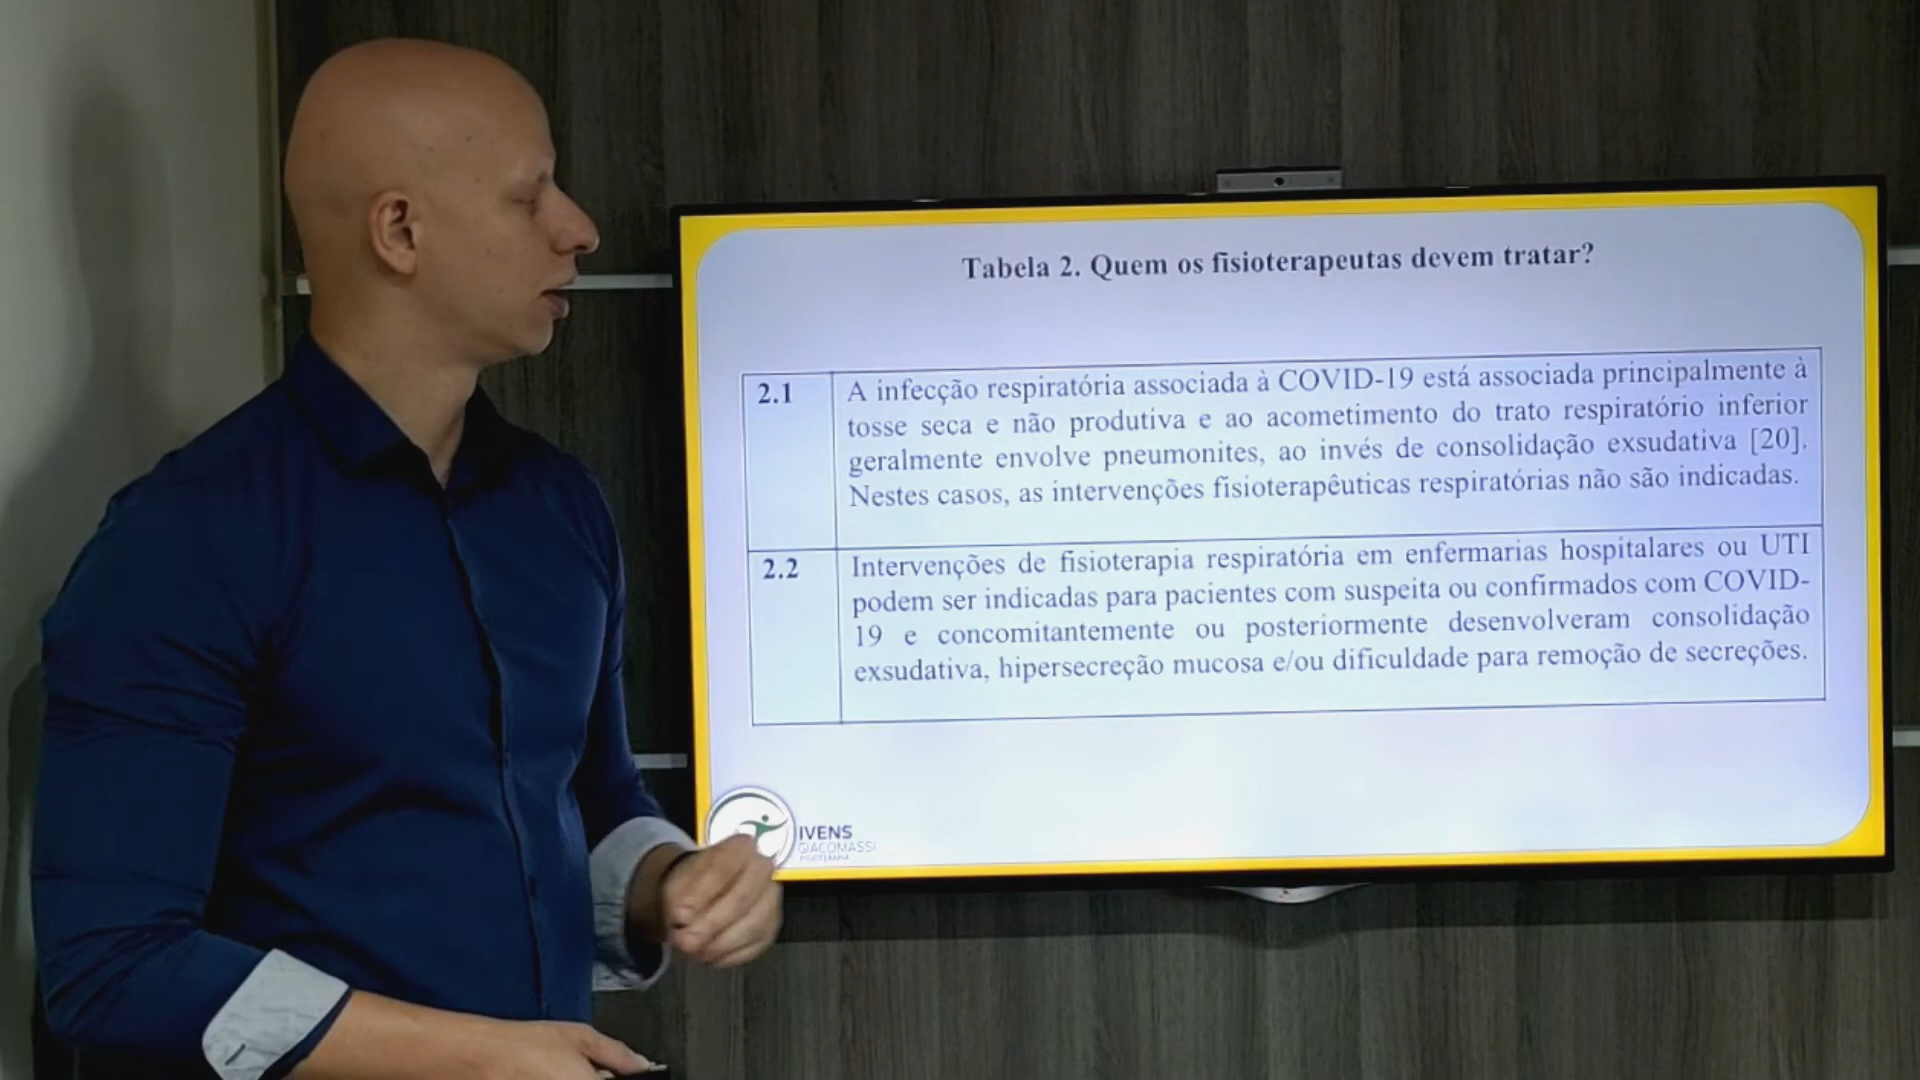 Tabela 2. Quem os fisioterapeutas devem tratar?
2.1
A infecção respiratória associada à COVID-19 está associada principalmente à
tosse seca e não produtiva e ao acometimento do trato respiratório inferior
geralmente envolve pneumonites, ao invés de consolidação exsudativa [20].
Nestes casos, as intervenções fisioterapêuticas respiratórias não são indicadas.
2.2
Intervenções de fisioterapia respiratória em enfermarias hospitalares ou UTI
podem ser indicadas para pacientes com suspeita ou confirmados com COVID-
19 e concomitantemente ou posteriormente desenvolveram consolidação
exsudativa, hipersecreção mucosa e/ou dificuldade para remoção de secreções.
IVENS
GIACOMASSI